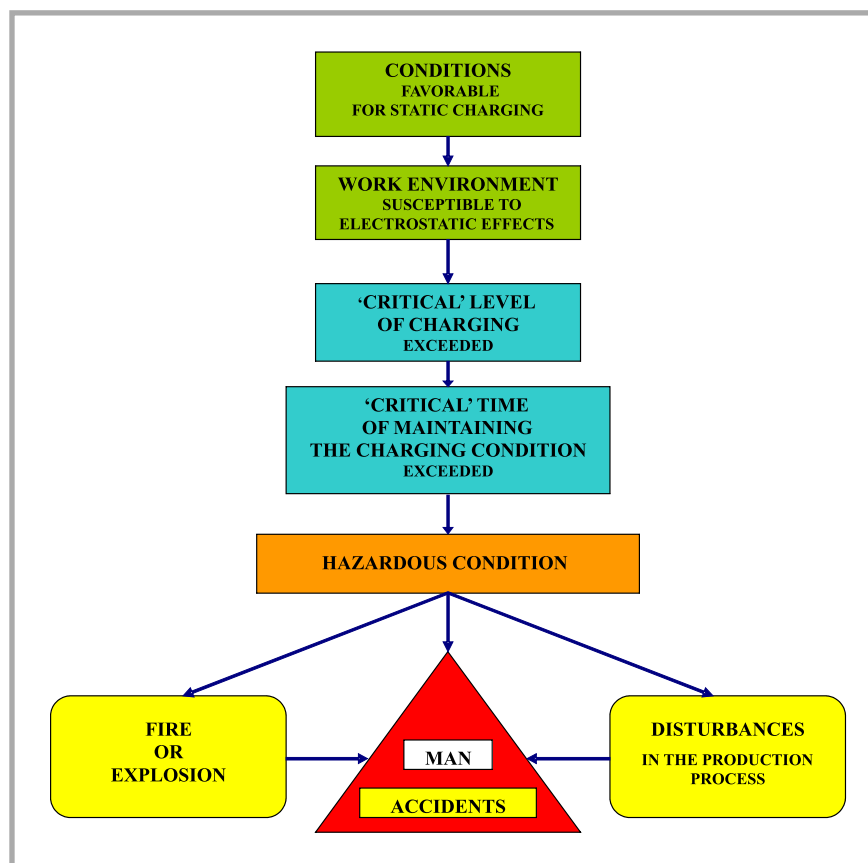 CONDITIONS
FAVORABLE
FOR STATIC CHARGING
WORK ENVIRONMENT
SUSCEPTIBLE TO
ELECTROSTATIC EFFECTS
‘CRITICAL’ LEVEL
OF CHARGING
EXCEEDED
‘CRITICAL’ TIME
OF MAINTAINING
THE CHARGING CONDITION
EXCEEDED
HAZARDOUS CONDITION
FIRE
OR
EXPLOSION
MAN
ACCIDENTS
DISTURBANCES
IN THE PRODUCTION
PROCESS